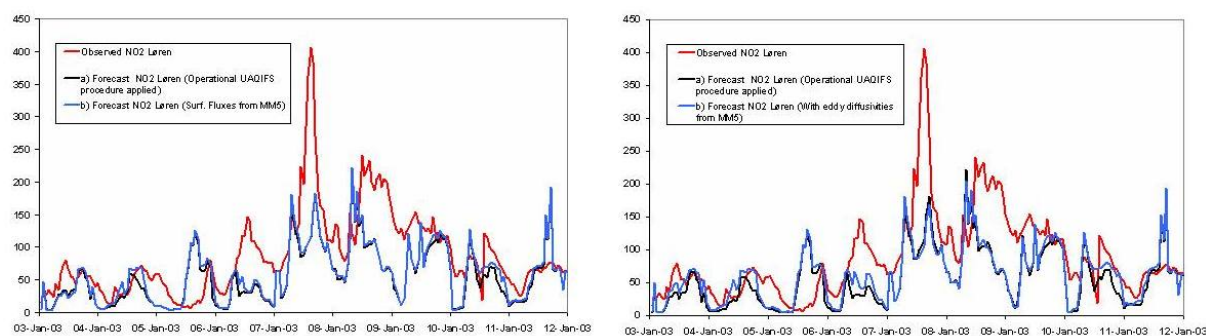 450
400
350
300
250
200
150
100
50
0
Observed NO2 Løren
a) Forecast NO2 Løren (Operational UAQIFS
procedure applied)
b) Forecast NO2 Løren (Surf. Fluxes from MM5)
03-Jan-03 04-Jan-03 05-Jan-03 06-Jan-03 07-Jan-03 08-Jan-03 09-Jan-03 10-Jan-03 11-Jan-03 12-Jan-03
450
400
350
300
250
200
150
100
50
0
Observed NO2 Løren
a) Forecast NO2 Løren (Operational UAQIFS
procedure applied)
b) Forecast NO2 Løren (With eddy diffusivities
from MM5)
03-Jan-03 04-Jan-03 05-Jan-03 06-Jan-03 07-Jan-03 08-Jan-03 09-Jan-03 10-Jan-03 11-Jan-03 12-Jan-03